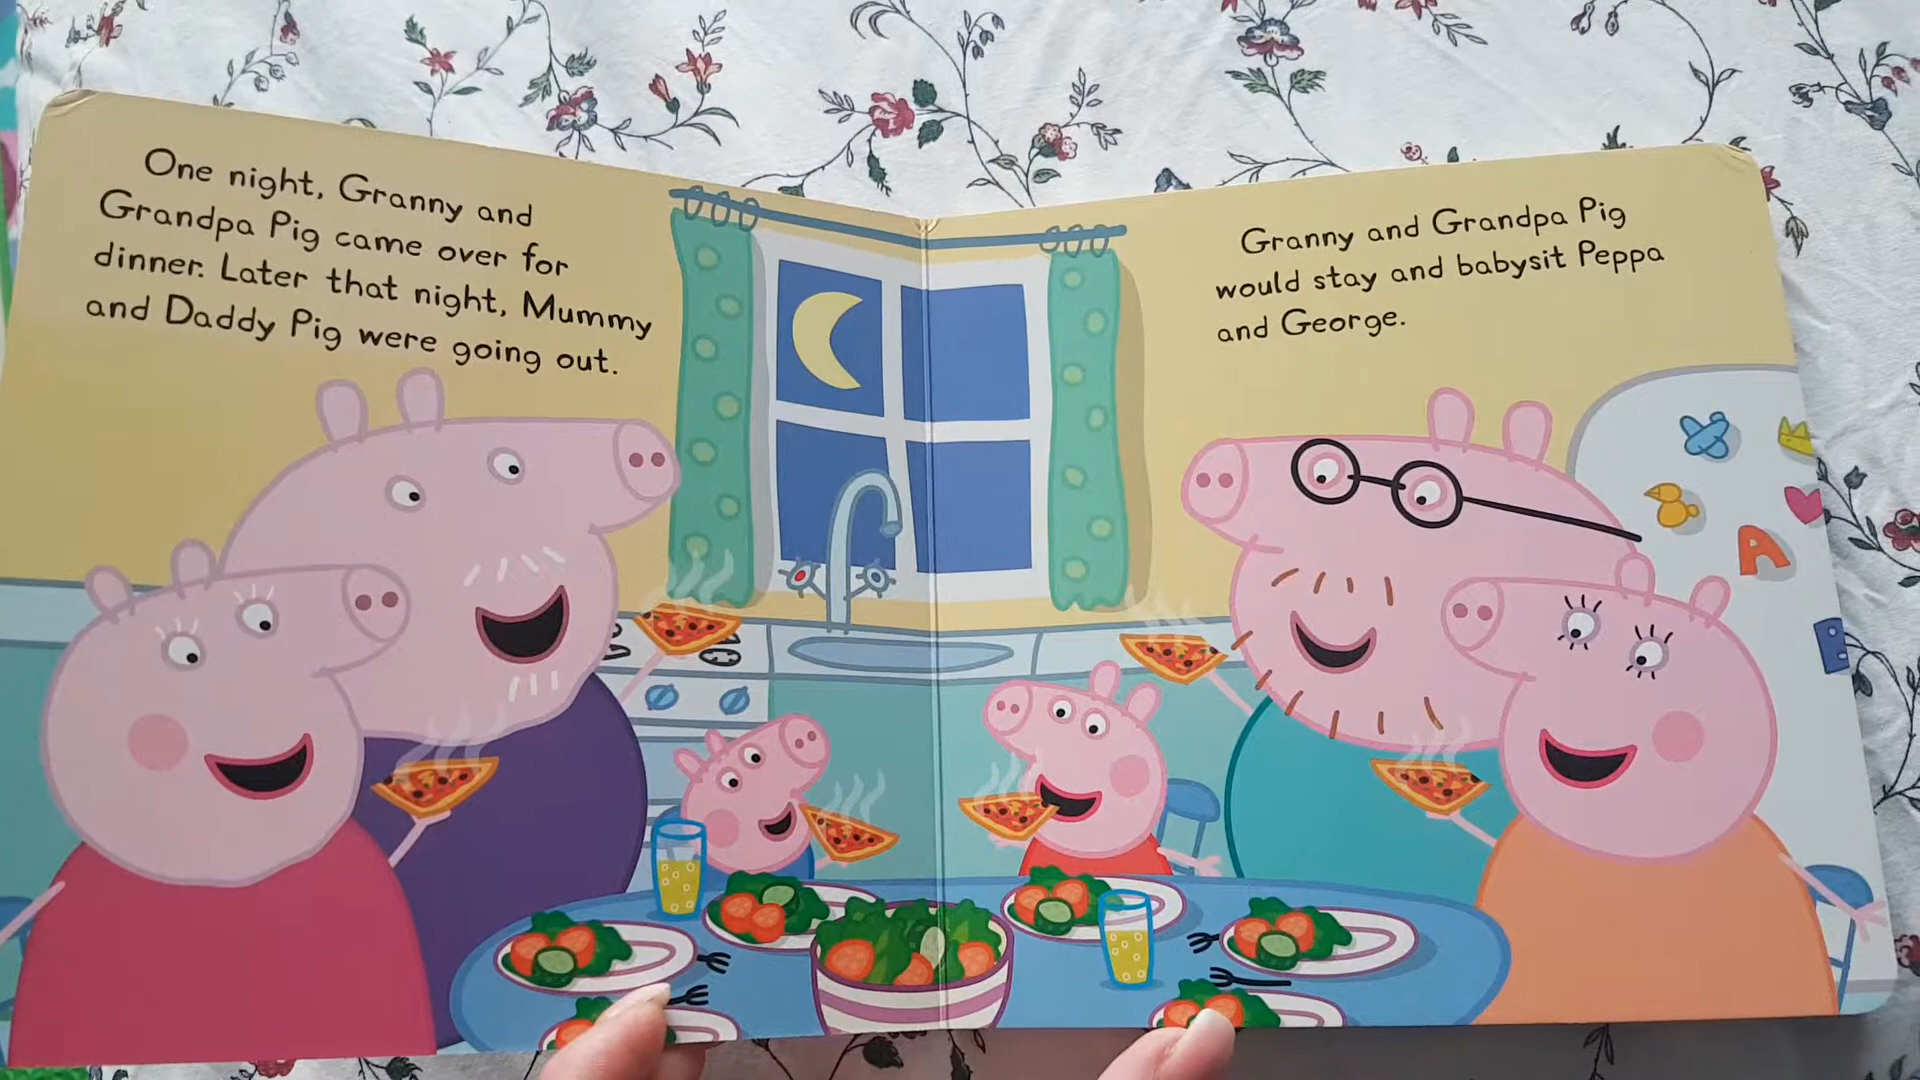 One night, Granny and
Grandpa Pig came over for
dinner. Later that night, Mummy
and Daddy Pig were going out.
Granny and Grandpa Pig
would stay and babysit Peppa
and George.
A